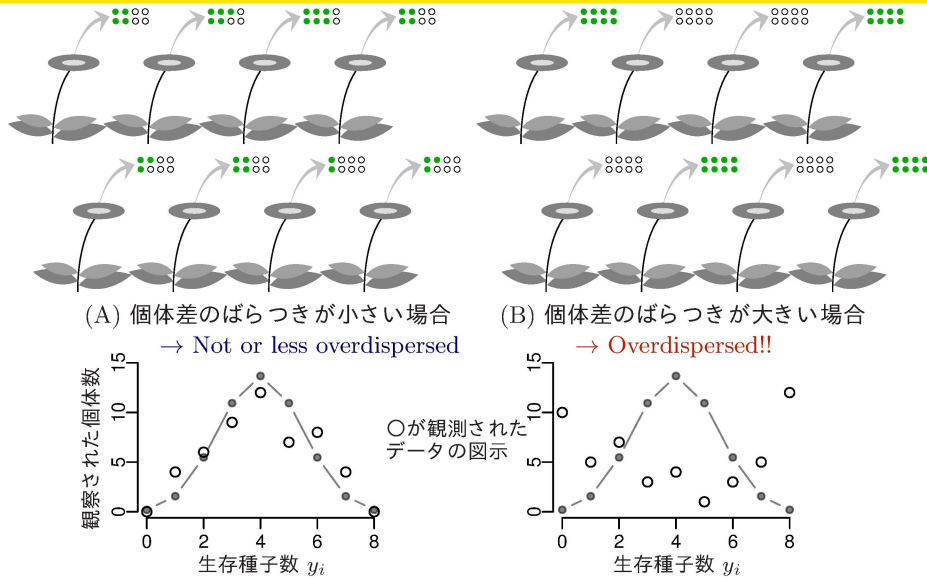 (A) 個体差のばらつきが小さい場合
(B) 個体差のばらつきが大きい場合
→ Not or less overdispersed
→ Overdispersed!!
観察された個体数
0 5 10 15
0 2 4 6 8
生存種子数 y_i
○が観測された
データの図示
0 5 10 15
0 2 4 6 8
生存種子数 y_i